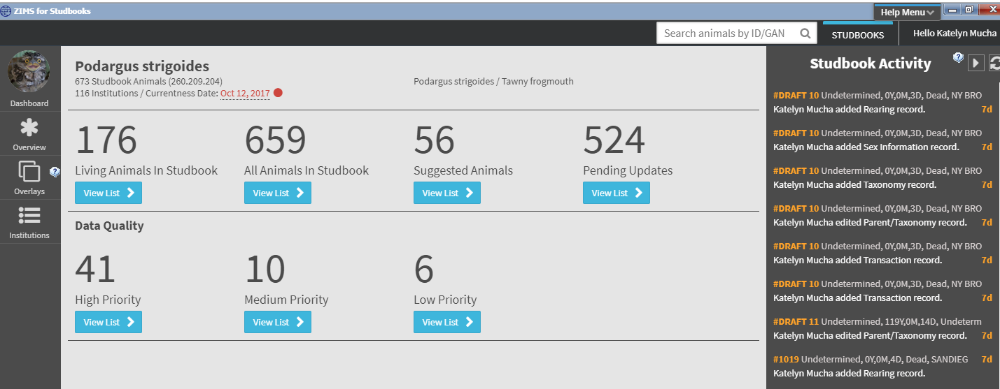 ZIMS for Studbooks
Help Menu
Search animals by ID/GAN
STUDBOOKS
Hello Katelyn Mucha
Dashboard
Overview
Overlays
Institutions
Podargus strigoides
673 Studbook Animals (260.209.204)
116 Institutions / Currentness Date: Oct 12, 2017
Podargus strigoides / Tawny frogmouth
176
Living Animals In Studbook
View List
659
All Animals In Studbook
View List
56
Suggested Animals
View List
524
Pending Updates
View List
Data Quality
41
High Priority
View List
10
Medium Priority
View List
6
Low Priority
View List
Studbook Activity
#DRAFT 10 Undetermined, 0Y,0M,3D, Dead, NY BRO
Katelyn Mucha added Rearing record. 7d
#DRAFT 10 Undetermined, 0Y,0M,3D, Dead, NY BRO
Katelyn Mucha added Sex Information record. 7d
#DRAFT 10 Undetermined, 0Y,0M,3D, Dead, NY BRO
Katelyn Mucha added Taxonomy record. 7d
#DRAFT 10 Undetermined, 0Y,0M,3D, Dead, NY BRO
Katelyn Mucha edited Parent/Taxonomy record. 7d
#DRAFT 10 Undetermined, 0Y,0M,3D, Dead, NY BRO
Katelyn Mucha added Transaction record. 7d
#DRAFT 10 Undetermined, 0Y,0M,3D, Dead, NY BRO
Katelyn Mucha added Transaction record. 7d
#DRAFT 11 Undetermined, 119Y,0M,14D, Undeterm
Katelyn Mucha edited Parent/Taxonomy record. 7d
#1019 Undetermined, 0Y,0M,4D, Dead, SANDIEG 7d
Katelyn Mucha added Rearing record.